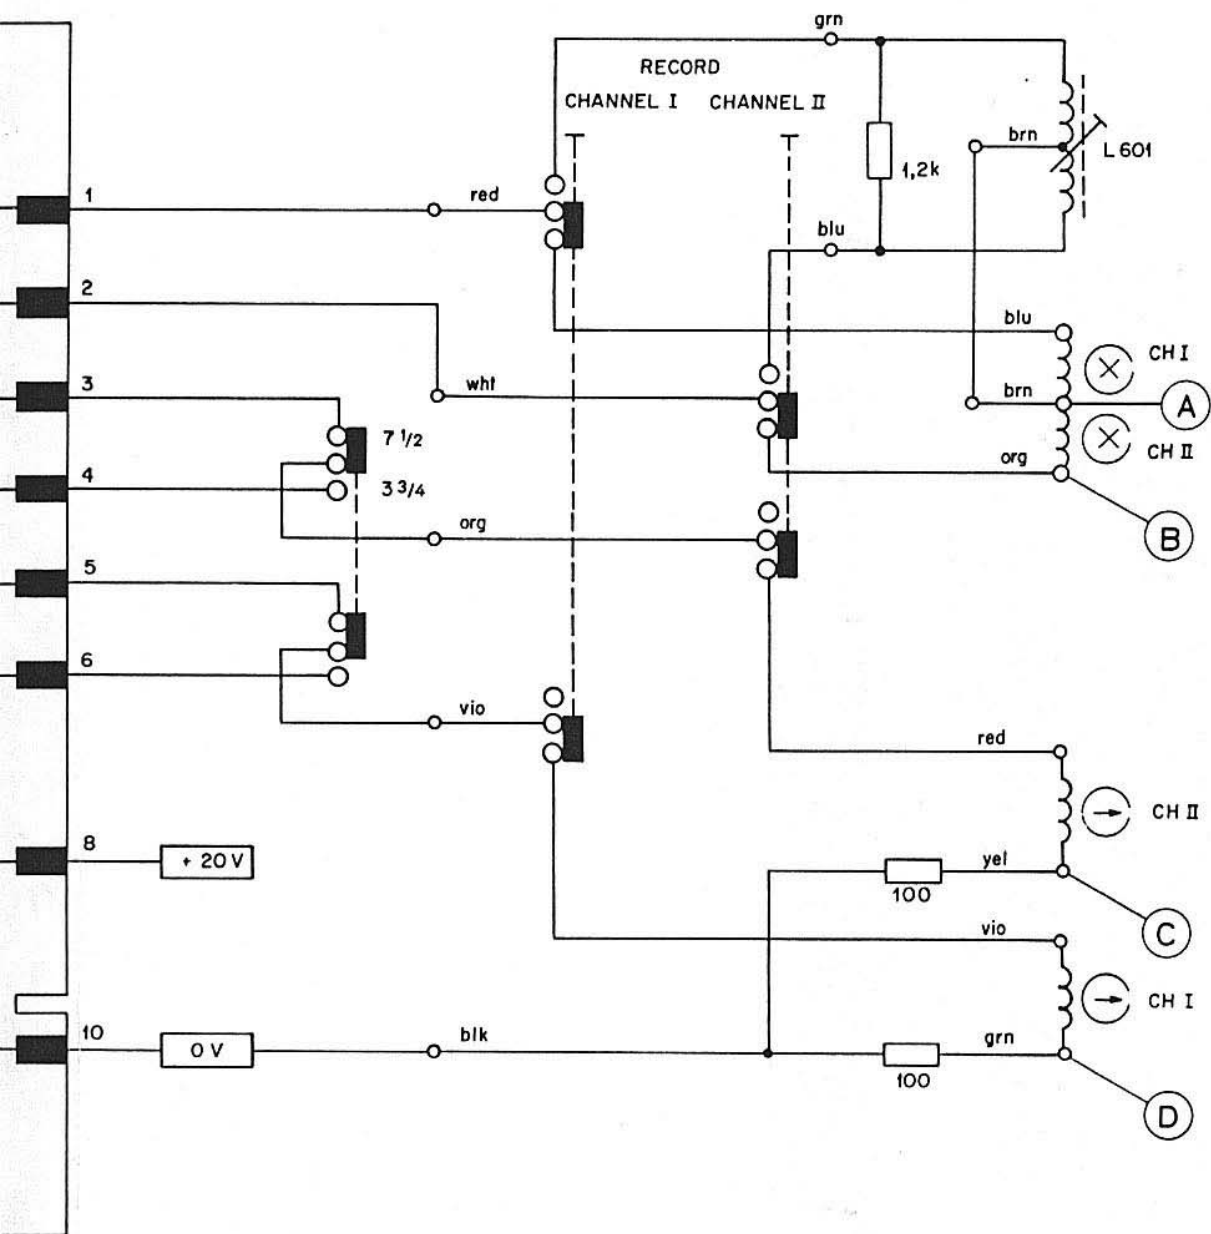 grn
RECORD
CHANNEL I CHANNEL II
brn
L 601
1,2k
1
red
blu
2
blu
CH I
3
wht
brn
A
7 1/2
CH II
org
4
3 3/4
org
B
5
6
vio
red
CH II
8
+ 20 V
yel
100
C
vio
CH I
10
0 V
blk
grn
100
D